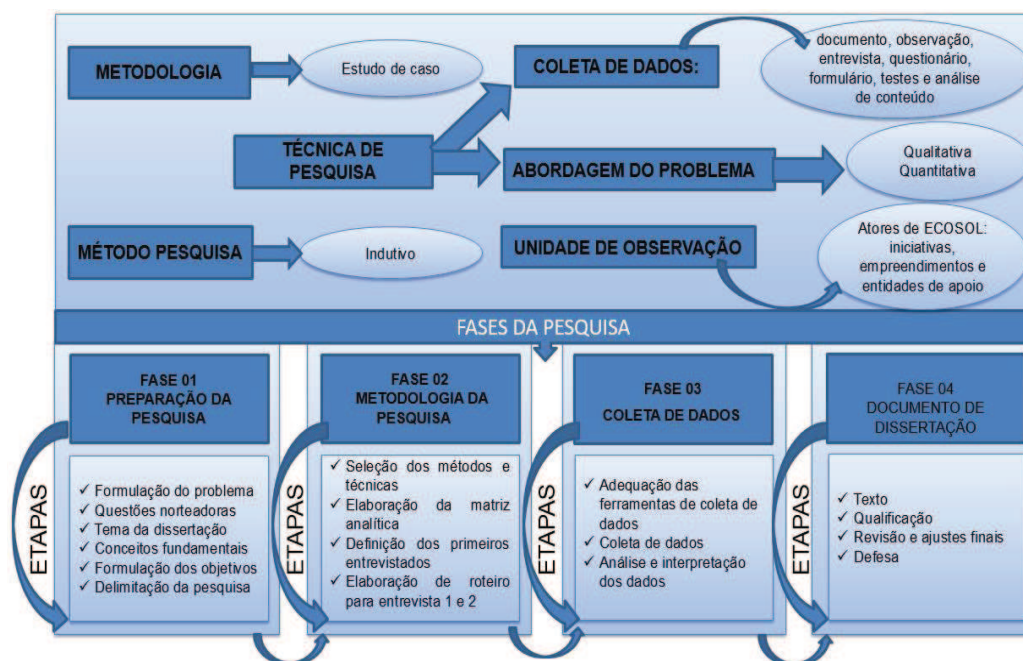 METODOLOGIA
Estudo de caso
COLETA DE DADOS:
documento, observação,
entrevista, questionário,
formulário, testes e análise
de conteúdo
TÉCNICA DE
PESQUISA
ABORDAGEM DO PROBLEMA
Qualitativa
Quantitativa
MÉTODO PESQUISA
Indutivo
UNIDADE DE OBSERVAÇÃO
Atores de ECOSOL:
iniciativas,
empreendimentos e
entidades de apoio
FASES DA PESQUISA
FASE 01
PREPARAÇÃO DA
PESQUISA
ETAPAS
✓ Formulação do problema
✓ Questões norteadoras
✓ Tema da dissertação
✓ Conceitos fundamentais
✓ Formulação dos objetivos
✓ Delimitação da pesquisa
FASE 02
METODOLOGIA DA
PESQUISA
ETAPAS
✓ Seleção dos métodos e
técnicas
✓ Elaboração da matriz
analítica
✓ Definição dos primeiros
entrevistados
✓ Elaboração de roteiro
para entrevista 1 e 2
FASE 03
COLETA DE DADOS
ETAPAS
✓ Adequação das
ferramentas de coleta de
dados
✓ Coleta de dados
✓ Análise e interpretação
dos dados
FASE 04
DOCUMENTO DE
DISSERTAÇÃO
ETAPAS
✓ Texto
✓ Qualificação
✓ Revisão e ajustes finais
✓ Defesa